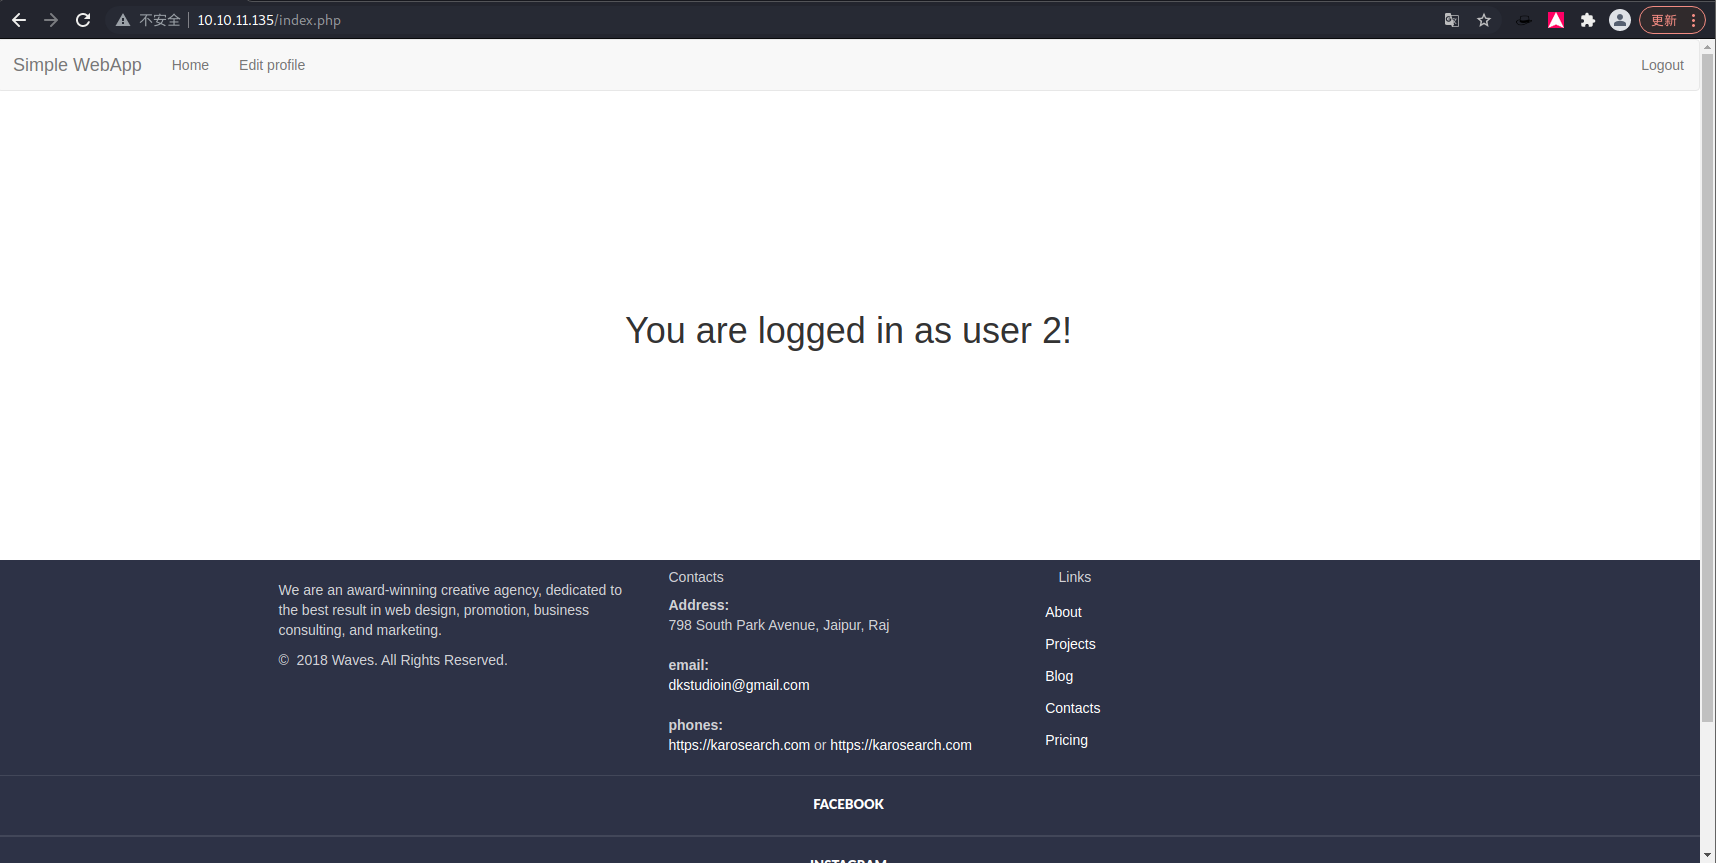 不安全 10.10.11.135/index.php 更新
Simple WebApp Home Edit profile Logout
You are logged in as user 2!
We are an award-winning creative agency, dedicated to
the best result in web design, promotion, business
consulting, and marketing.
© 2018 Waves. All Rights Reserved.
Contacts
Address:
798 South Park Avenue, Jaipur, Raj
email:
dkstudioin@gmail.com
phones:
https://karosearch.com or https://karosearch.com
Links
About
Projects
Blog
Contacts
Pricing
FACEBOOK
INSTAGRAM